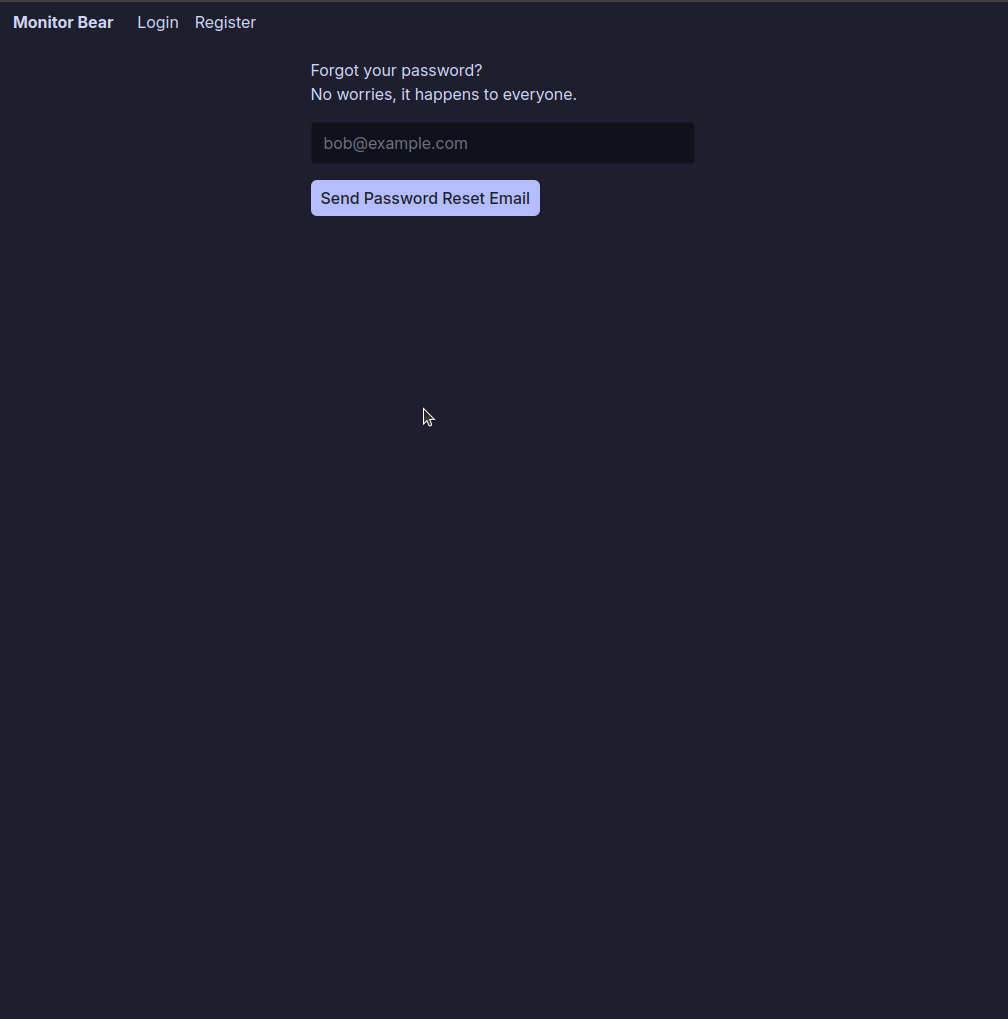 Monitor Bear Login Register
Forgot your password?
No worries, it happens to everyone.
bob@example.com
Send Password Reset Email